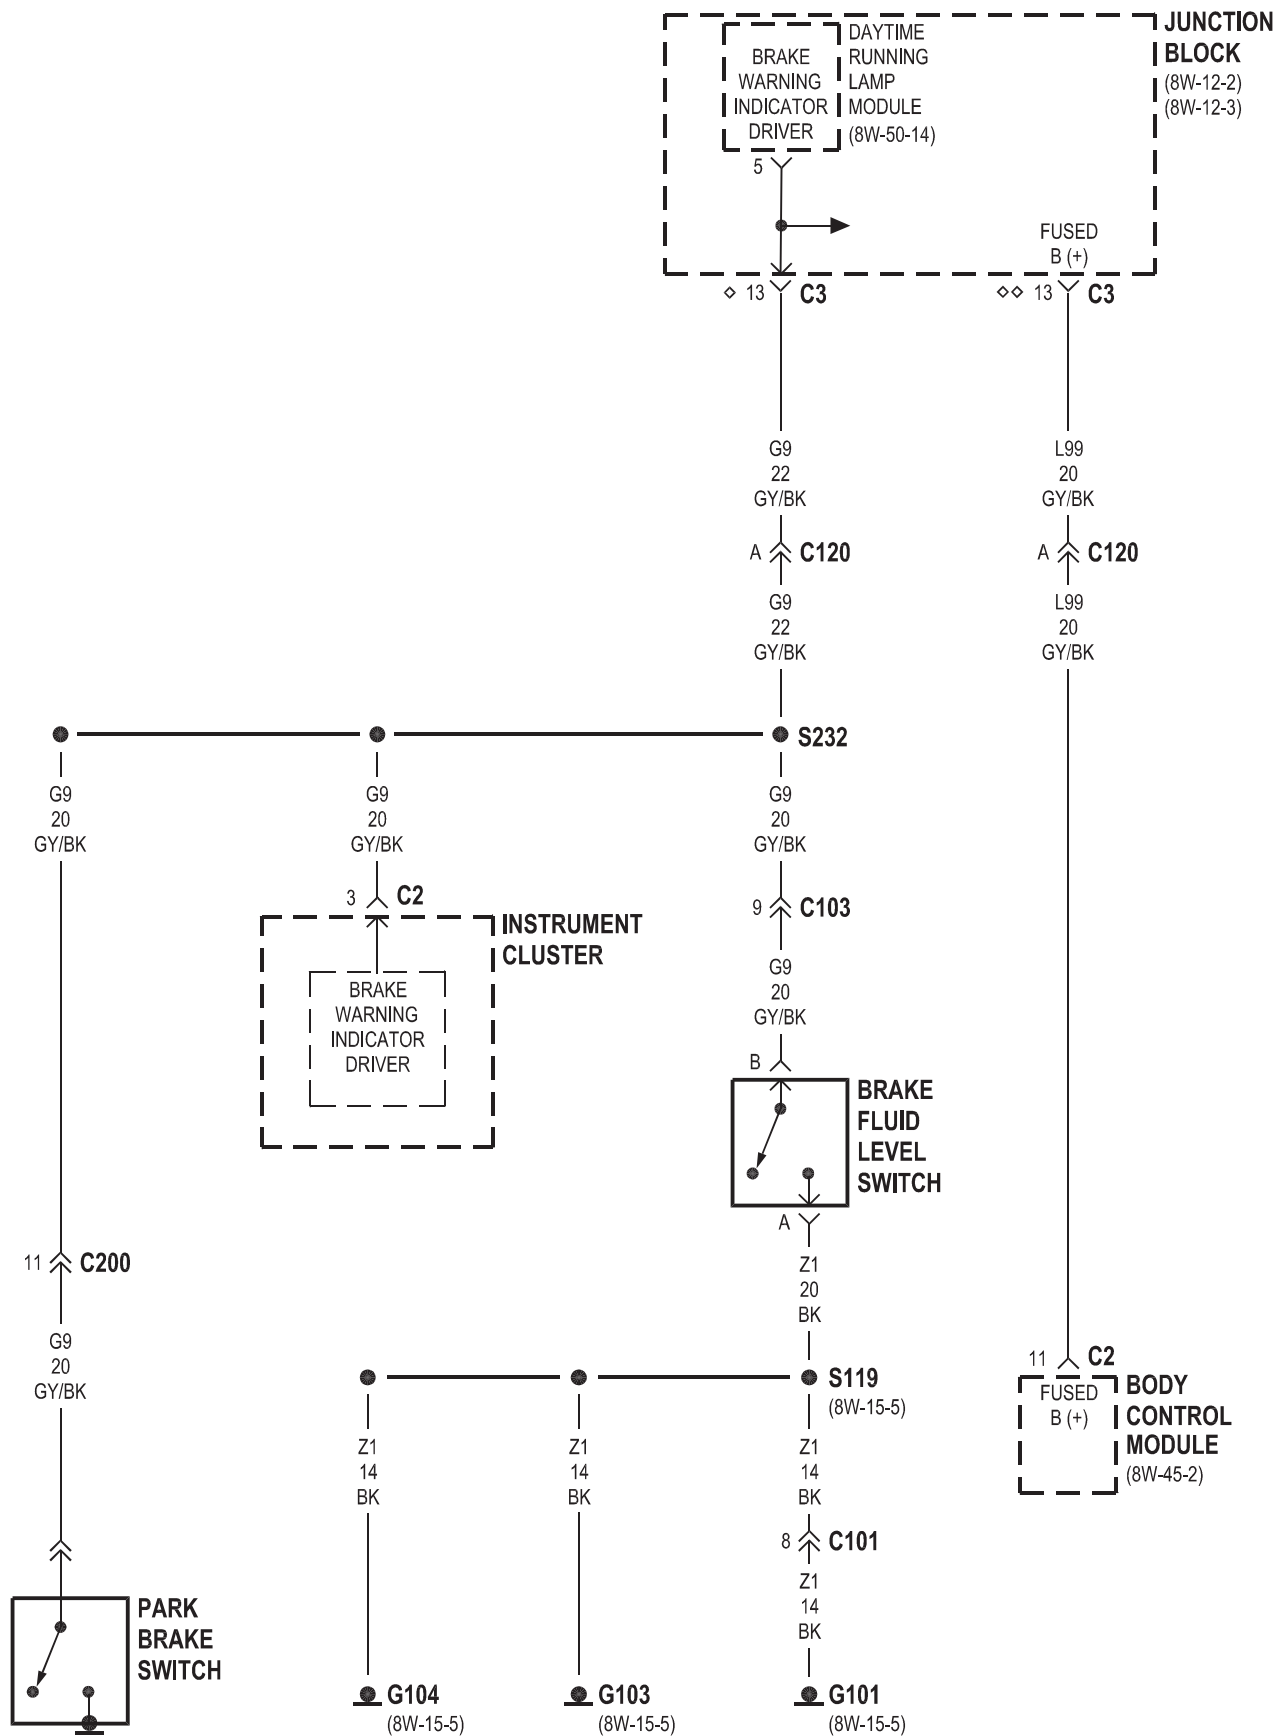 JUNCTION
BLOCK
(8W-12-2)
(8W-12-3)
DAYTIME
RUNNING
LAMP
MODULE
(8W-50-14)
BRAKE
WARNING
INDICATOR
DRIVER
5
FUSED
B (+)
13 C3
13 C3
G9
22
GY/BK
L99
20
GY/BK
A C120
A C120
G9
22
GY/BK
L99
20
GY/BK
S232
G9
20
GY/BK
G9
20
GY/BK
G9
20
GY/BK
3 C2
9 C103
INSTRUMENT
CLUSTER
BRAKE
WARNING
INDICATOR
DRIVER
G9
20
GY/BK
B
BRAKE
FLUID
LEVEL
SWITCH
A
11 C200
Z1
20
BK
G9
20
GY/BK
11 C2
FUSED
B (+)
BODY
CONTROL
MODULE
(8W-45-2)
S119
(8W-15-5)
Z1
14
BK
Z1
14
BK
Z1
14
BK
8 C101
Z1
14
BK
PARK
BRAKE
SWITCH
G104
(8W-15-5)
G103
(8W-15-5)
G101
(8W-15-5)